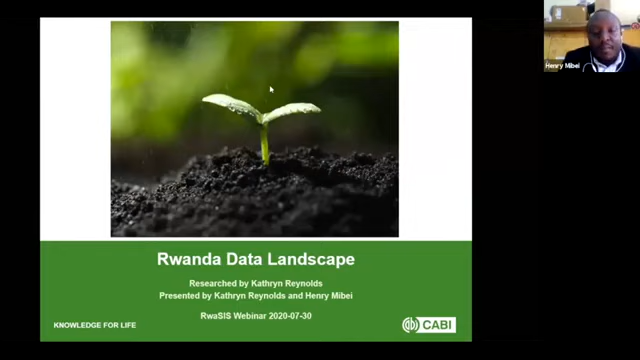 Henry Mibei
Rwanda Data Landscape
Researched by Kathryn Reynolds
Presented by Kathryn Reynolds and Henry Mibei
RwaSIS Webinar 2020-07-30
KNOWLEDGE FOR LIFE
CABI